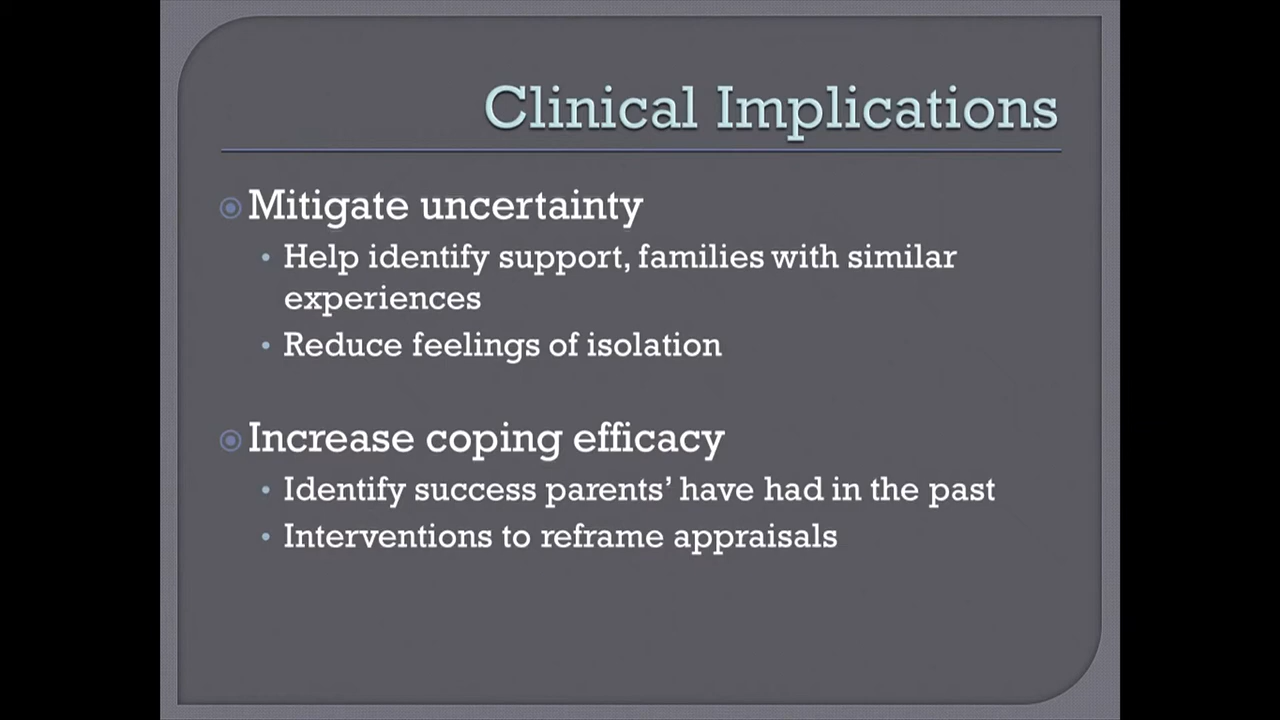 Clinical Implications
Mitigate uncertainty
Help identify support, families with similar
experiences
Reduce feelings of isolation
Increase coping efficacy
Identify success parents’ have had in the past
Interventions to reframe appraisals